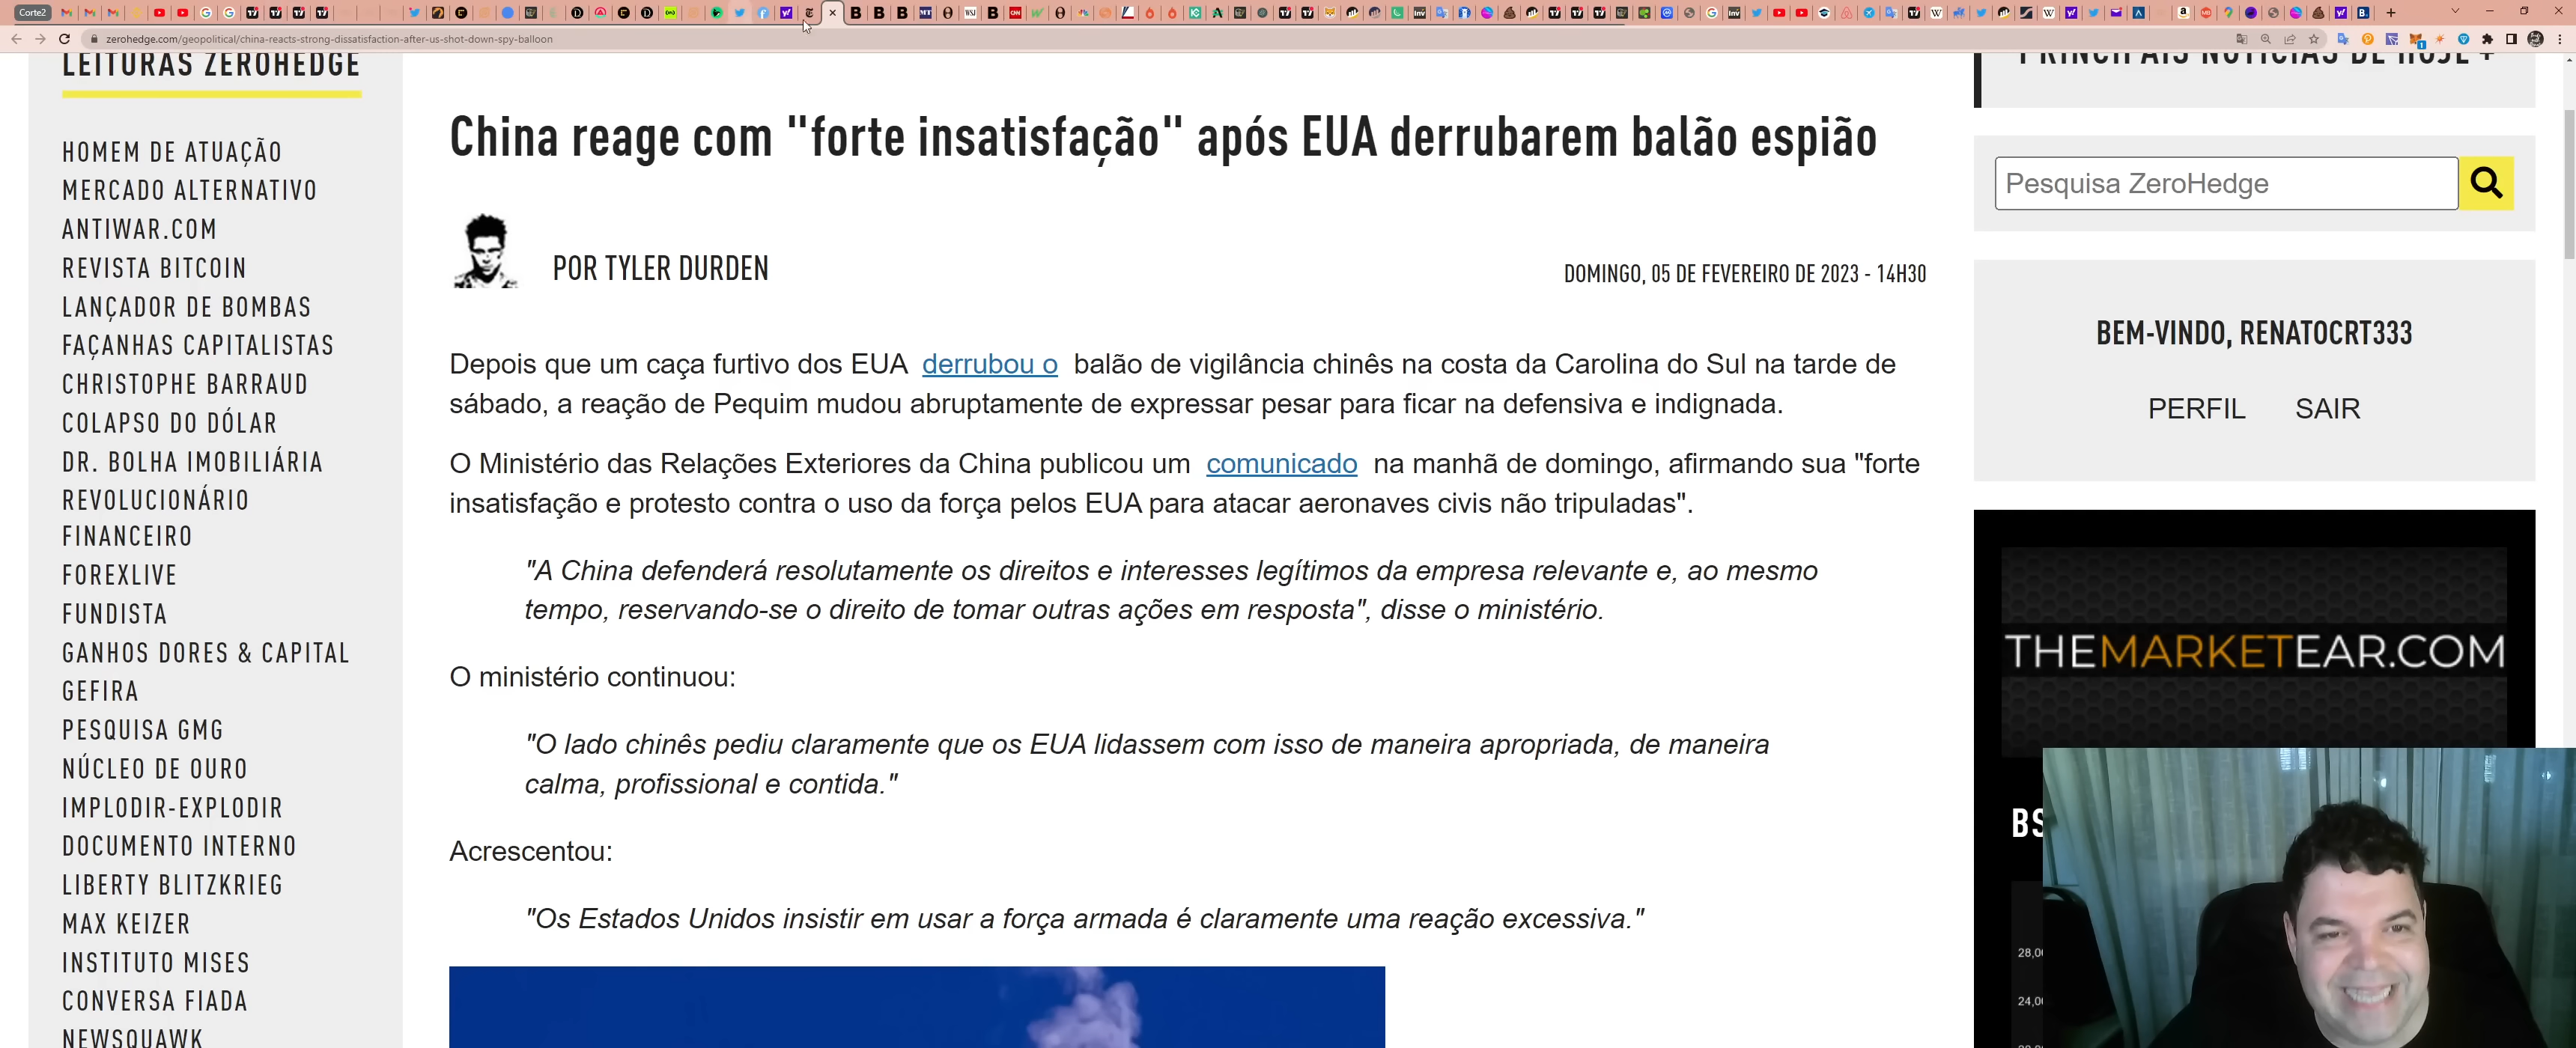 Corte2
zerohedge.com/geopolitical/china-reacts-strong-dissatisfaction-after-us-shot-down-spy-balloon
LEITURAS ZEROHEDGE
HOMEM DE ATUAÇÃO
MERCADO ALTERNATIVO
ANTIWAR.COM
REVISTA BITCOIN
LANÇADOR DE BOMBAS
FAÇANHAS CAPITALISTAS
CHRISTOPHE BARRAUD
COLAPSO DO DÓLAR
DR. BOLHA IMOBILIÁRIA
REVOLUCIONÁRIO
FINANCEIRO
FOREXLIVE
FUNDISTA
GANHOS DORES & CAPITAL
GEFIRA
PESQUISA GMG
NÚCLEO DE OURO
IMPLODIR-EXPLODIR
DOCUMENTO INTERNO
LIBERTY BLITZKRIEG
MAX KEIZER
INSTITUTO MISES
CONVERSA FIADA
NEWSQUAWK
China reage com "forte insatisfação" após EUA derrubarem balão espião
POR TYLER DURDEN
DOMINGO, 05 DE FEVEREIRO DE 2023 - 14H30
Depois que um caça furtivo dos EUA derrubou o balão de vigilância chinês na costa da Carolina do Sul na tarde de
sábado, a reação de Pequim mudou abruptamente de expressar pesar para ficar na defensiva e indignada.
O Ministério das Relações Exteriores da China publicou um comunicado na manhã de domingo, afirmando sua "forte
insatisfação e protesto contra o uso da força pelos EUA para atacar aeronaves civis não tripuladas".
"A China defenderá resolutamente os direitos e interesses legítimos da empresa relevante e, ao mesmo
tempo, reservando-se o direito de tomar outras ações em resposta", disse o ministério.
O ministério continuou:
"O lado chinês pediu claramente que os EUA lidassem com isso de maneira apropriada, de maneira
calma, profissional e contida."
Acrescentou:
"Os Estados Unidos insistir em usar a força armada é claramente uma reação excessiva."
PRINCIPAIS NOTÍCIAS DE HOJE +
Pesquisa ZeroHedge
BEM-VINDO, RENATOCRT333
PERFIL SAIR
THEMARKETEAR.COM
BS
28,0
24,0